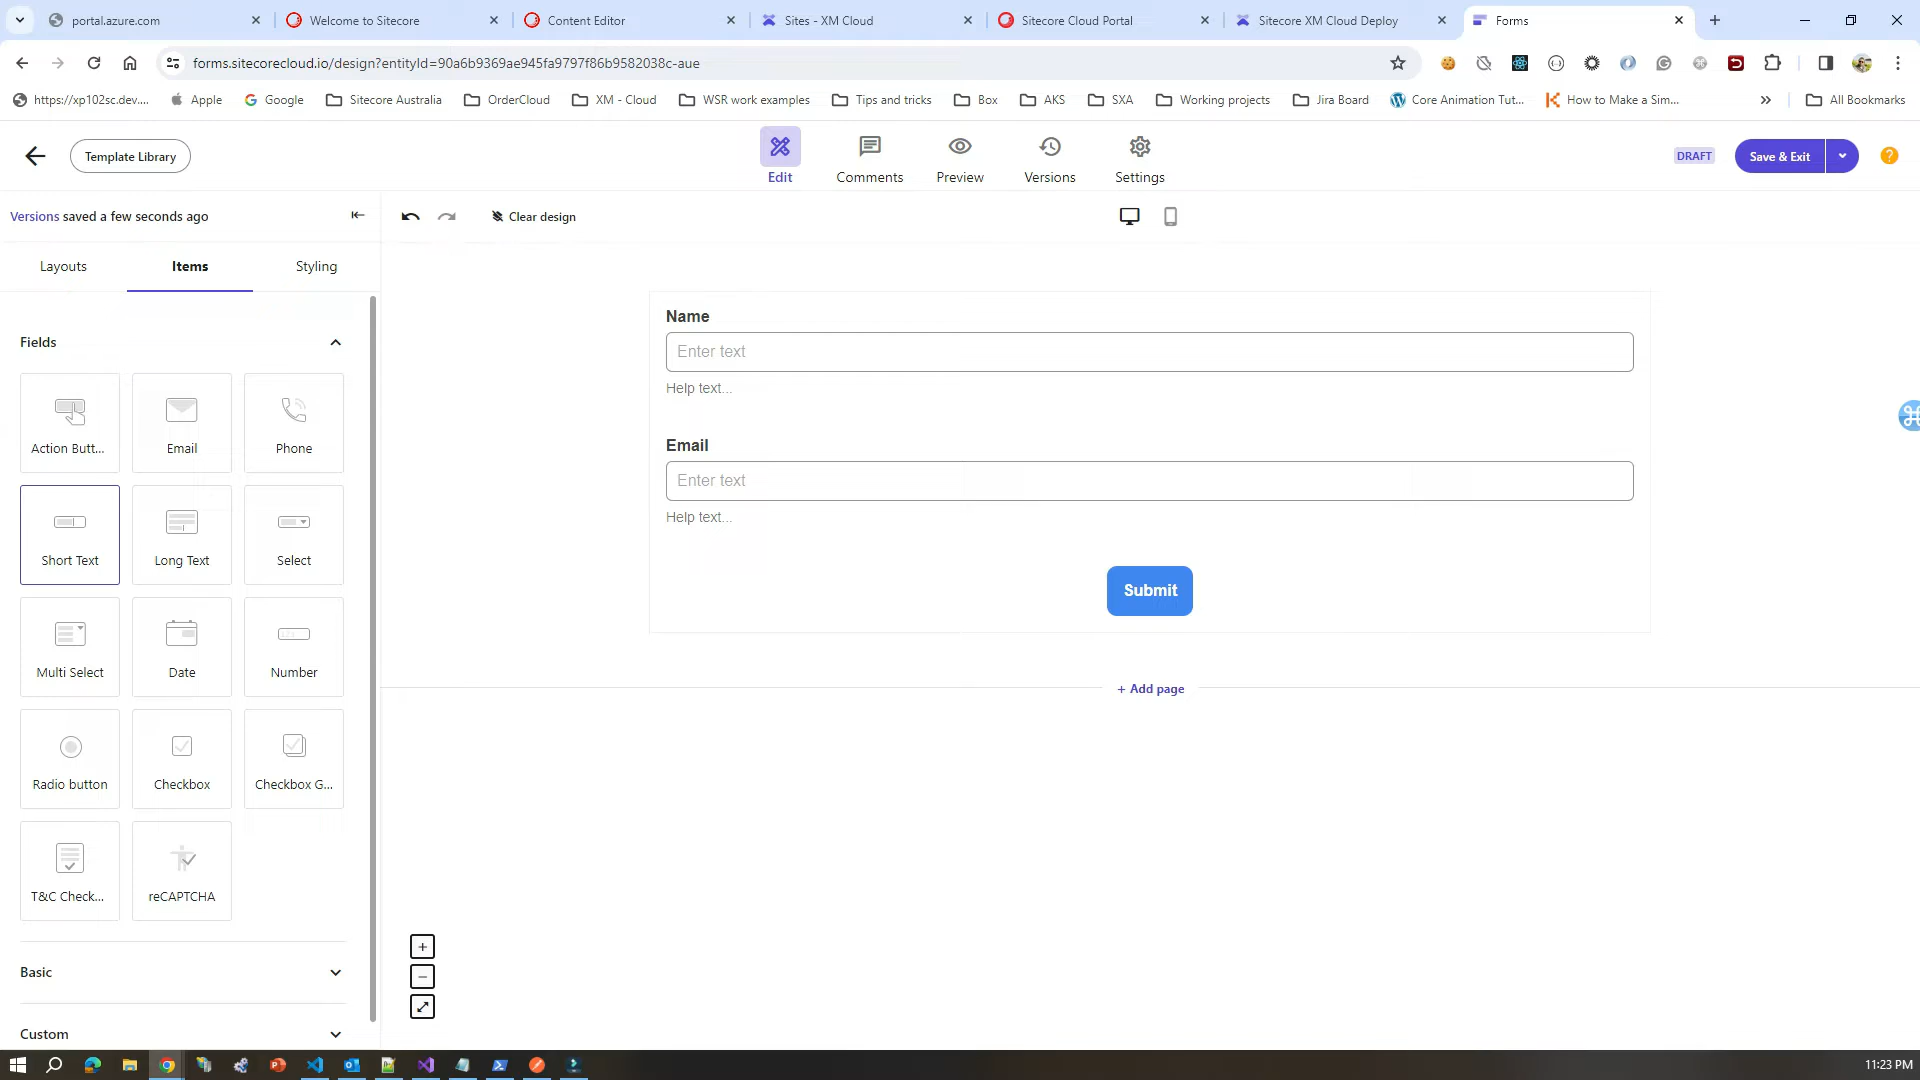 portal.azure.com
Welcome to Sitecore
Content Editor
Sites - XM Cloud
Sitecore Cloud Portal
Sitecore XM Cloud Deploy
Forms
forms.sitecorecloud.io/design?entityId=90a6b9369ae945fa9797f86b9582038c-aue
https://xp102sc.dev....
Apple
Google
Sitecore Australia
OrderCloud
XM - Cloud
WSR work examples
Tips and tricks
Box
AKS
SXA
Working projects
Jira Board
Core Animation Tut...
How to Make a Sim...
All Bookmarks
Template Library
Edit
Comments
Preview
Versions
Settings
DRAFT
Save & Exit
Versions saved a few seconds ago
Clear design
Layouts
Items
Styling
Fields
Action Butt...
Email
Phone
Short Text
Long Text
Select
Multi Select
Date
Number
Radio button
Checkbox
Checkbox G...
T&C Check...
reCAPTCHA
Basic
Custom
Name
Enter text
Help text...
Email
Enter text
Help text...
Submit
+ Add page
11:23 PM